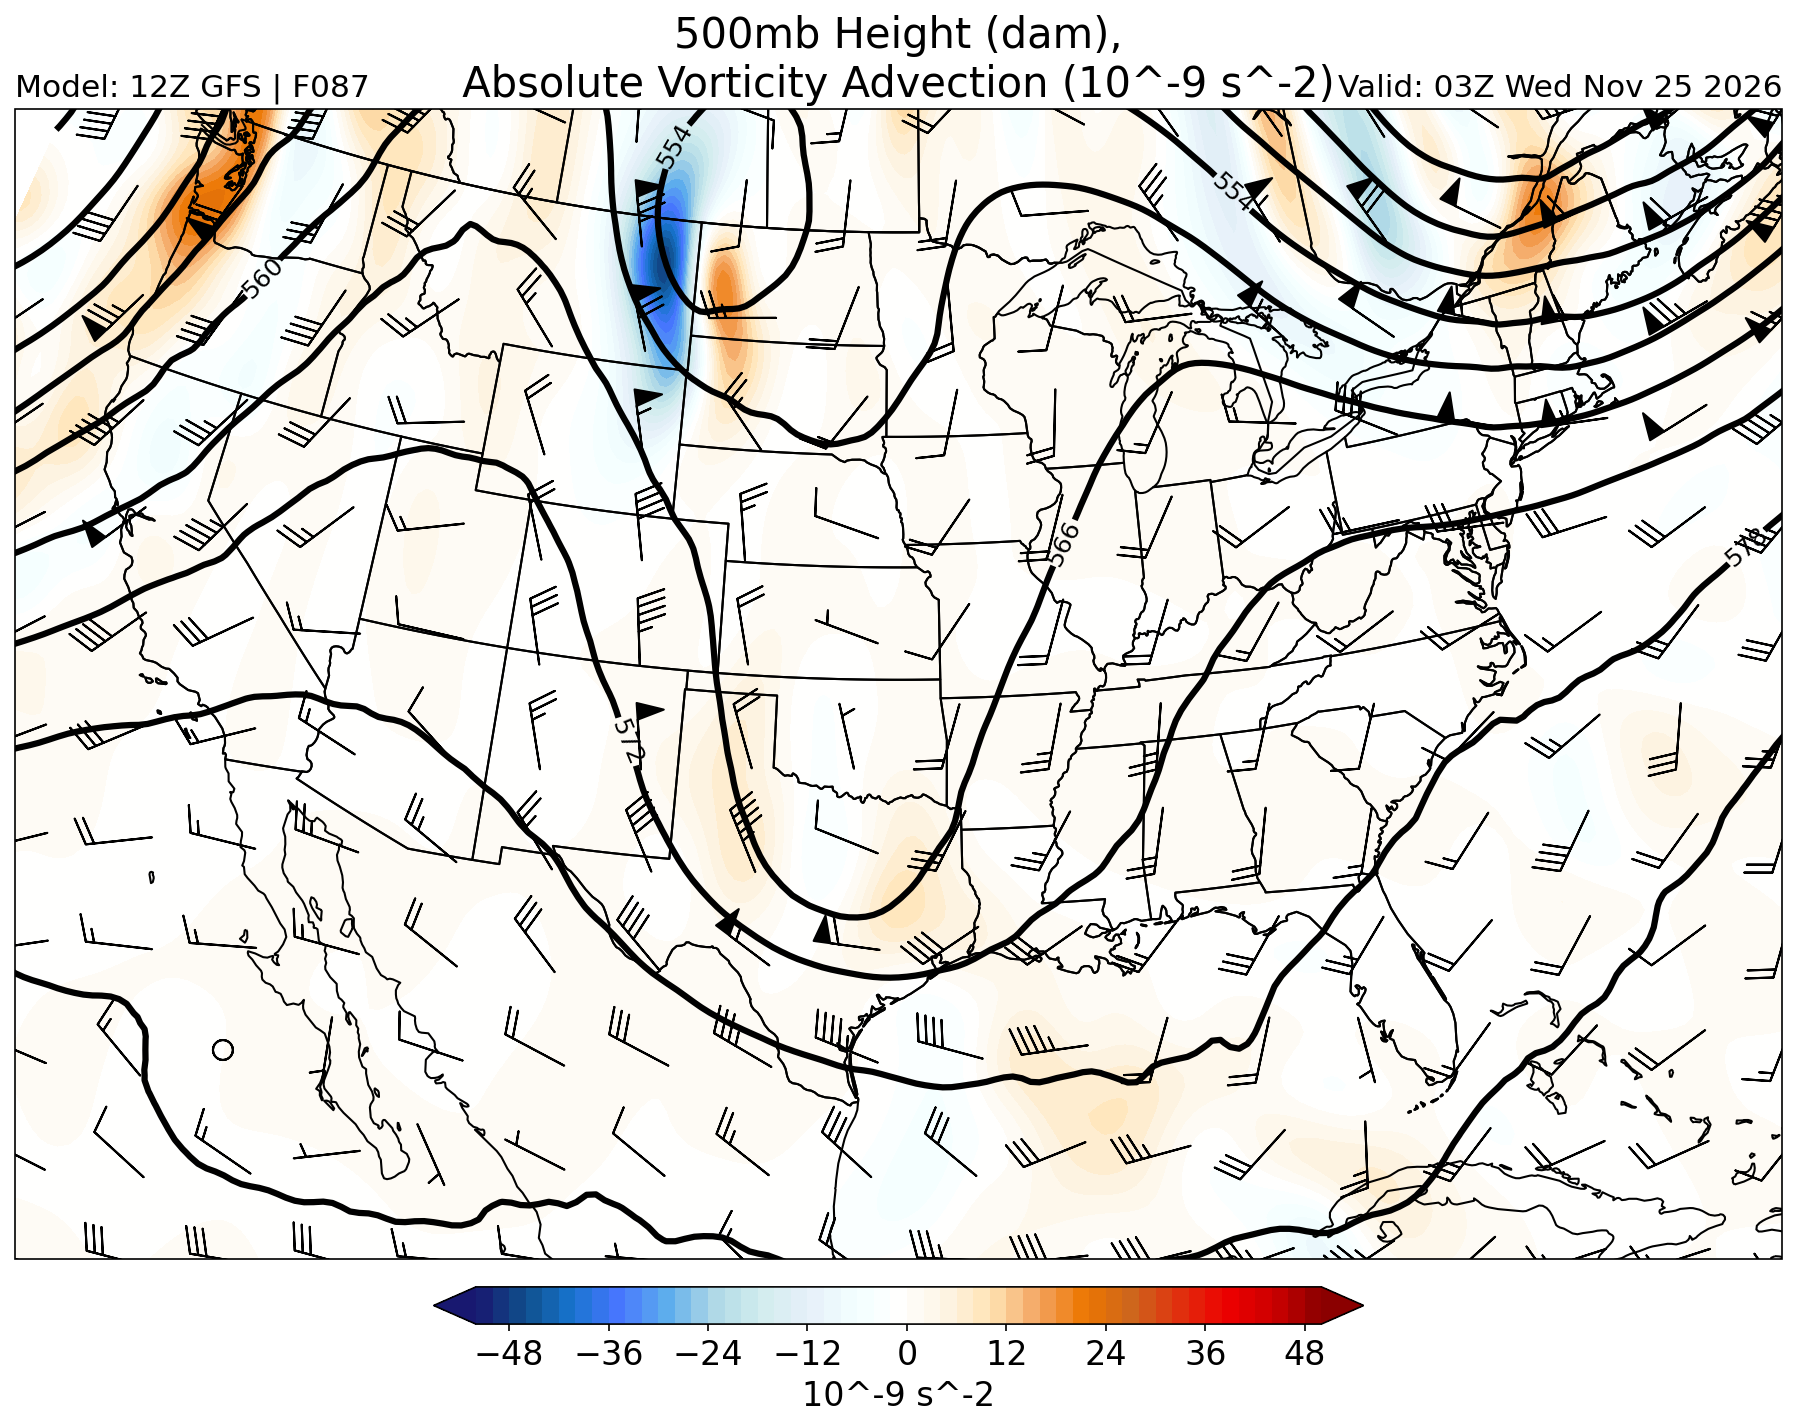 500mb Height (dam),
Model: 12Z GFS | F087 Absolute Vorticity Advection (10^-9 s^-2) Valid: 03Z Wed Nov 25 2026
554
554
560
566
578
572
−48 −36 −24 −12 0 12 24 36 48
10^-9 s^-2